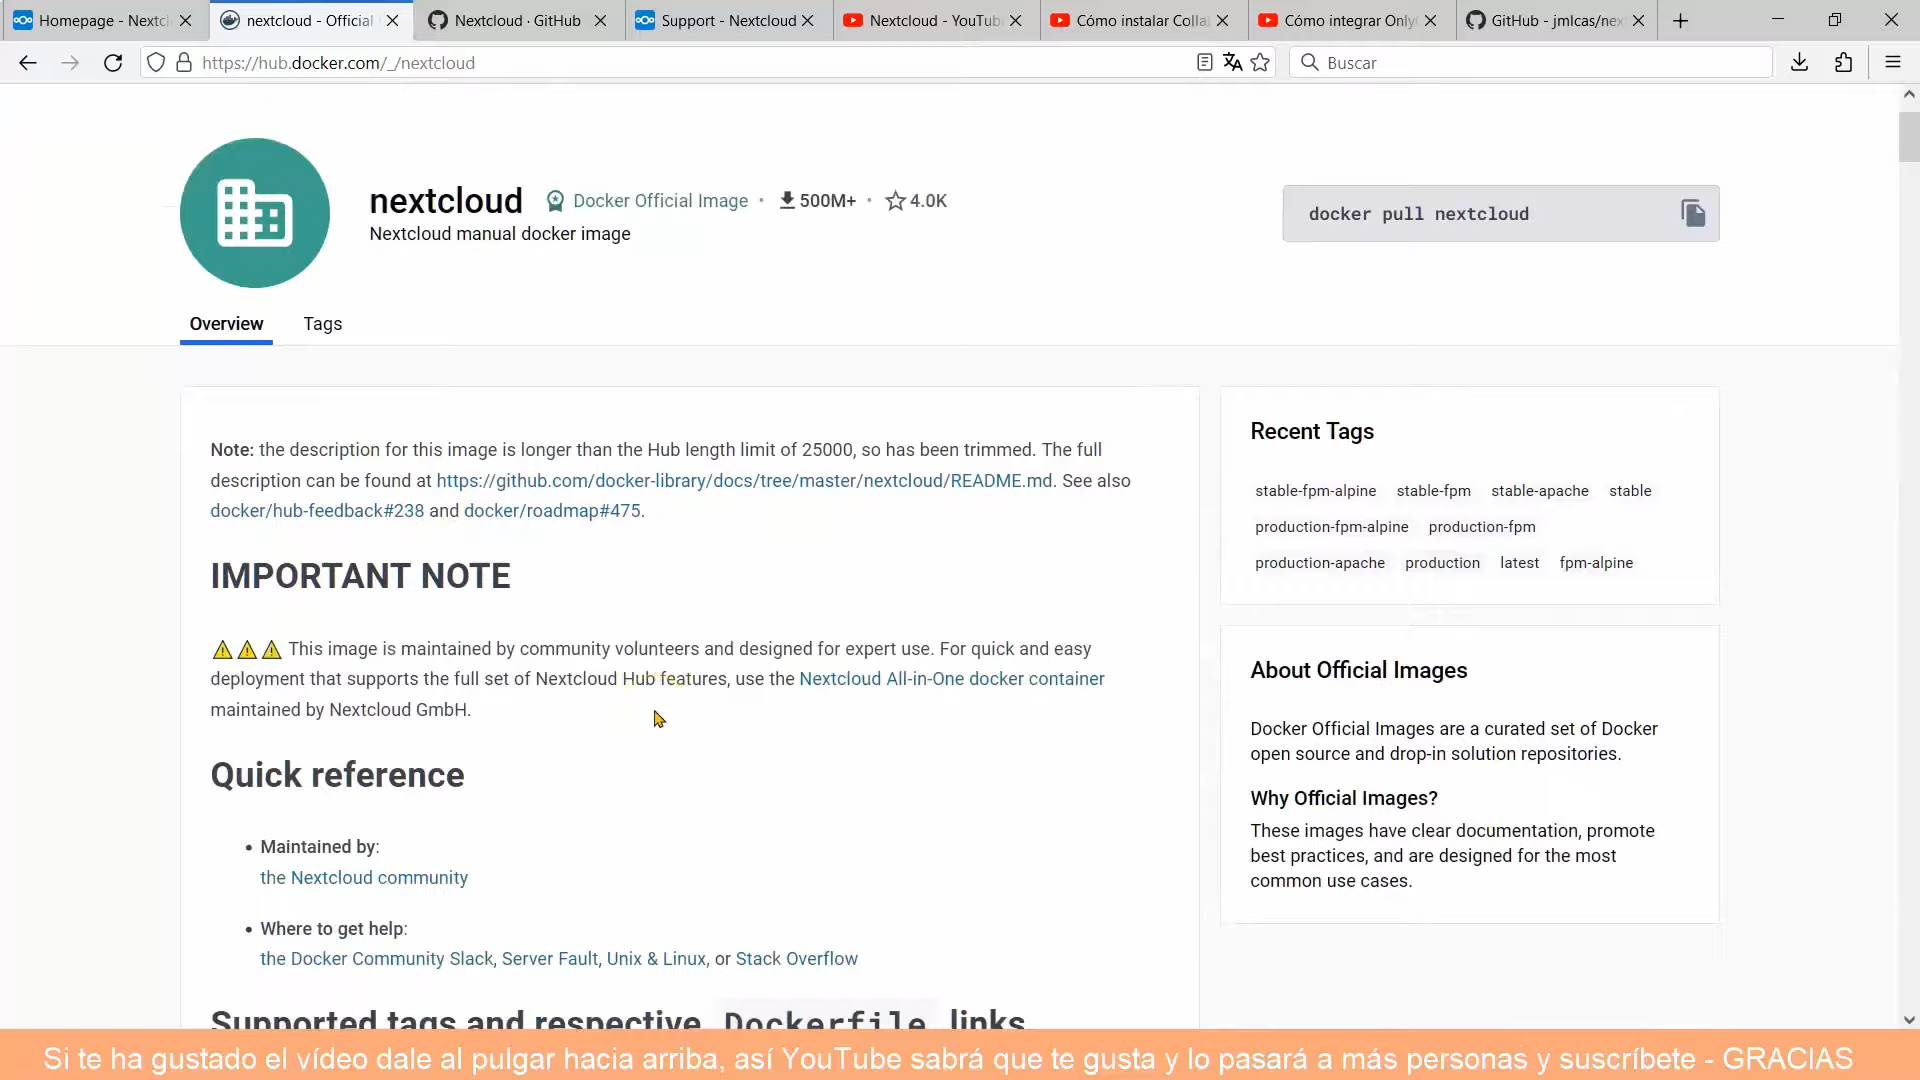 Homepage - Nextcl
nextcloud - Official
Nextcloud · GitHub
Support - Nextcloud
Nextcloud - YouTub
Cómo instalar Colla
Cómo integrar Only
GitHub - jmlcas/nex
https://hub.docker.com/_/nextcloud
Buscar
nextcloud
Docker Official Image
•
500M+
•
4.0K
Nextcloud manual docker image
docker pull nextcloud
Overview
Tags
Note: the description for this image is longer than the Hub length limit of 25000, so has been trimmed. The full
description can be found at https://github.com/docker-library/docs/tree/master/nextcloud/README.md. See also
docker/hub-feedback#238 and docker/roadmap#475.
IMPORTANT NOTE
⚠️⚠️⚠️ This image is maintained by community volunteers and designed for expert use. For quick and easy
deployment that supports the full set of Nextcloud Hub features, use the Nextcloud All-in-One docker container
maintained by Nextcloud GmbH.
Quick reference
• Maintained by:
the Nextcloud community
• Where to get help:
the Docker Community Slack, Server Fault, Unix & Linux, or Stack Overflow
Supported tags and respective Dockerfile links
Recent Tags
stable-fpm-alpine stable-fpm stable-apache stable
production-fpm-alpine production-fpm
production-apache production latest fpm-alpine
About Official Images
Docker Official Images are a curated set of Docker
open source and drop-in solution repositories.
Why Official Images?
These images have clear documentation, promote
best practices, and are designed for the most
common use cases.
Si te ha gustado el vídeo dale al pulgar hacia arriba, así YouTube sabrá que te gusta y lo pasará a más personas y suscríbete - GRACIAS